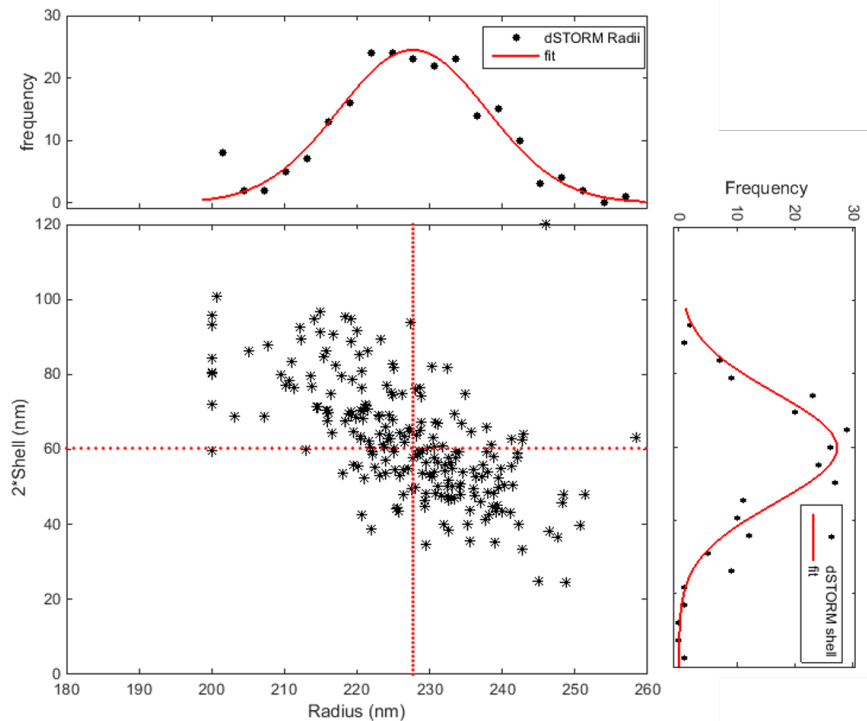 30
20
10
0
frequency
dSTORM Radii
fit
120
100
80
60
40
20
0
2*Shell (nm)
180 190 200 210 220 230 240 250 260
Radius (nm)
Frequency
0 10 20 30
dSTORM shell
fit